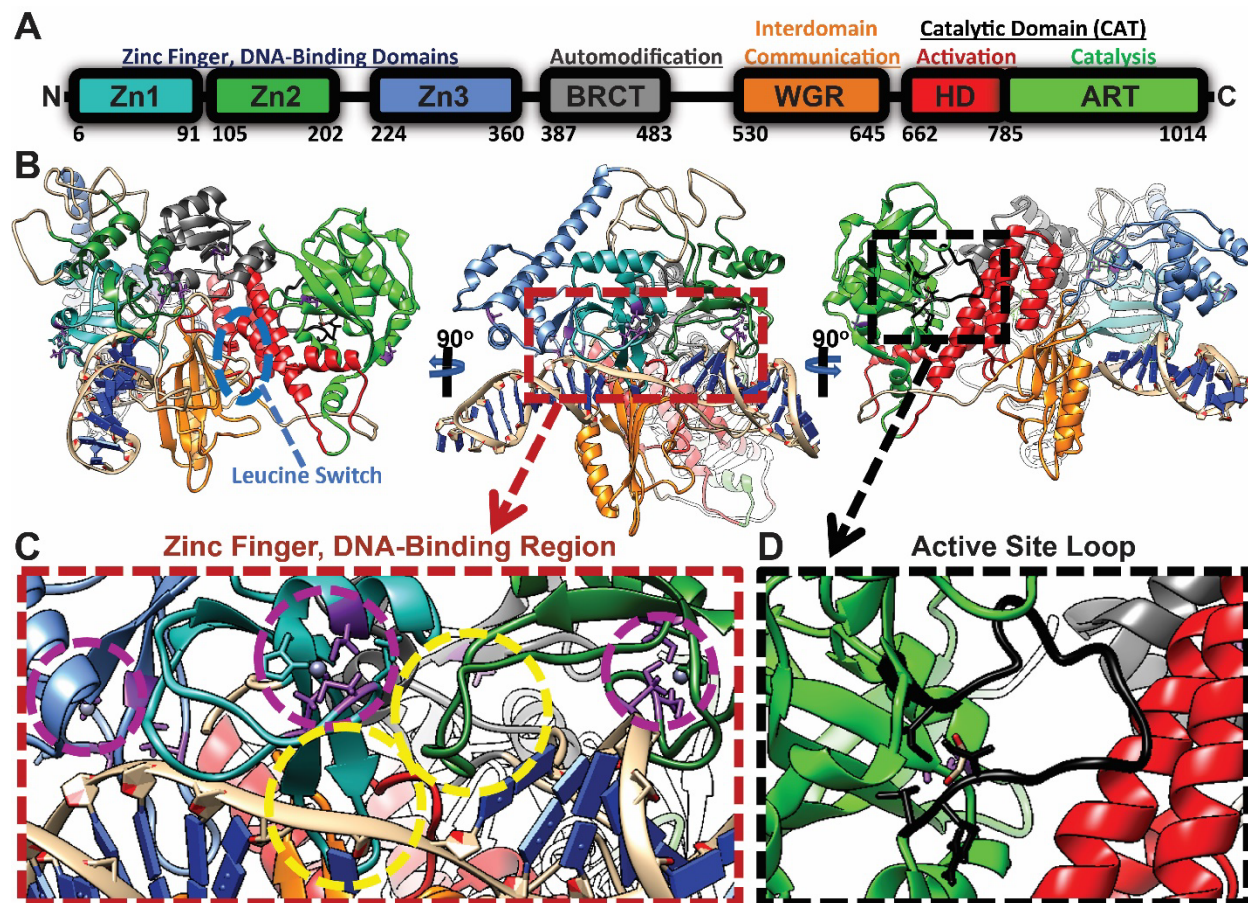 A
Zinc Finger, DNA-Binding Domains
Automodification
Interdomain
Communication
Catalytic Domain (CAT)
Activation
Catalysis
N
Zn1
Zn2
Zn3
BRCT
WGR
HD
ART
C
6
91
105
202
224
360
387
483
530
645
662
785
1014
B
90°
90°
Leucine Switch
C
Zinc Finger, DNA-Binding Region
D
Active Site Loop